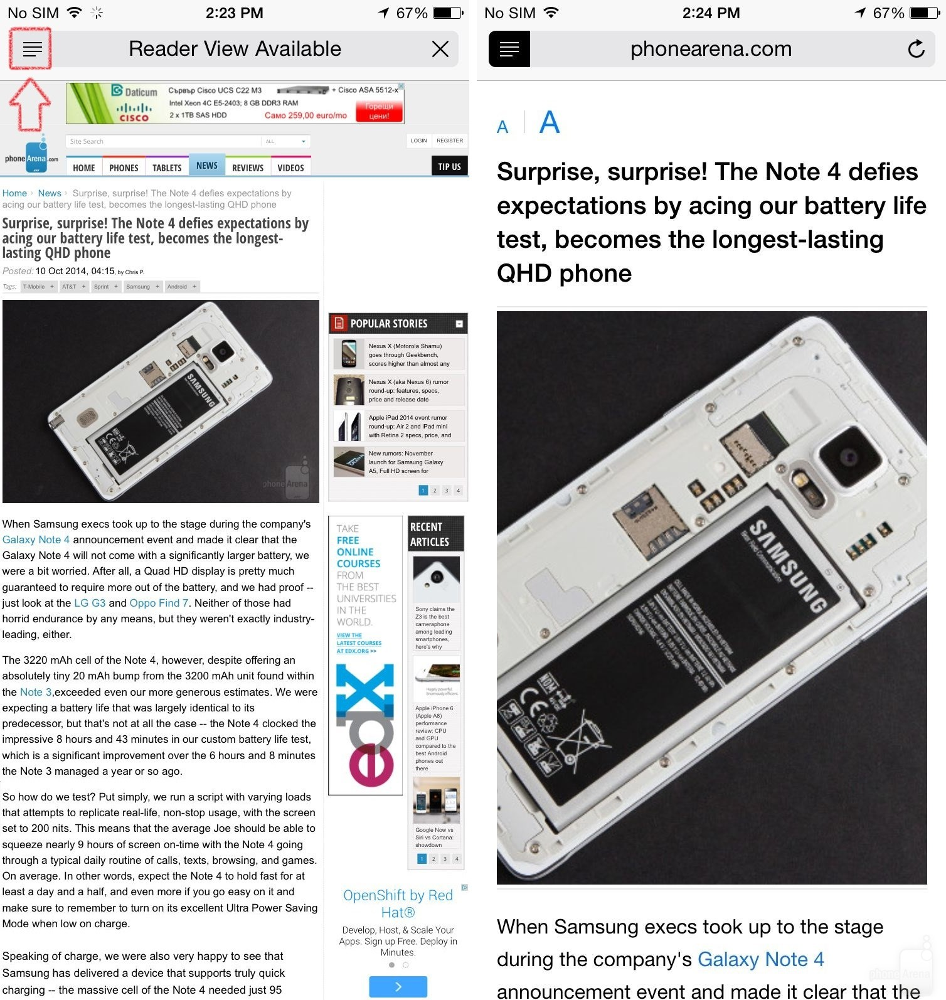 No SIM
2:23 PM
67%
Reader View Available
Daticum
CISCO
Сървър Cisco UCS C22 M3
+ Cisco ASA 5512-x
Intel Xeon 4C E5-2403; 8 GB DDR3 RAM
2 x 1TB SAS HDD
Само 259,00 euro/mo
Горещи
цени!
phoneArena.com
Site Search
ALL
LOGIN
REGISTER
HOME
PHONES
TABLETS
NEWS
REVIEWS
VIDEOS
TIP US
Home › News › Surprise, surprise! The Note 4 defies expectations by
acing our battery life test, becomes the longest-lasting QHD phone
Surprise, surprise! The Note 4 defies expectations by
acing our battery life test, becomes the longest-
lasting QHD phone
Posted: 10 Oct 2014, 04:15, by Chris P.
Tags: T-Mobile + AT&T + Sprint + Samsung + Android +
SAMSUNG
phoneArena
When Samsung execs took up to the stage during the company's
Galaxy Note 4 announcement event and made it clear that the
Galaxy Note 4 will not come with a significantly larger battery, we
were a bit worried. After all, a Quad HD display is pretty much
guaranteed to require more out of the battery, and we had proof --
just look at the LG G3 and Oppo Find 7. Neither of those had
horrid endurance by any means, but they weren't exactly industry-
leading, either.
The 3220 mAh cell of the Note 4, however, despite offering an
absolutely tiny 20 mAh bump from the 3200 mAh unit found within
the Note 3,exceeded even our more generous estimates. We were
expecting a battery life that was largely identical to its
predecessor, but that's not at all the case -- the Note 4 clocked the
impressive 8 hours and 43 minutes in our custom battery life test,
which is a significant improvement over the 6 hours and 8 minutes
the Note 3 managed a year or so ago.
So how do we test? Put simply, we run a script with varying loads
that attempts to replicate real-life, non-stop usage, with the screen
set to 200 nits. This means that the average Joe should be able to
squeeze nearly 9 hours of screen on-time with the Note 4 going
through a typical daily routine of calls, texts, browsing, and games.
On average. In other words, expect the Note 4 to hold fast for at
least a day and a half, and even more if you go easy on it and
make sure to remember to turn on its excellent Ultra Power Saving
Mode when low on charge.
Speaking of charge, we were also very happy to see that
Samsung has delivered a device that supports truly quick
charging -- the massive cell of the Note 4 needed just 95
POPULAR STORIES
Nexus X (Motorola Shamu)
goes through Geekbench,
scores higher than almost any
Nexus X (aka Nexus 6) rumor
round-up: features, specs,
price and release date
Apple iPad 2014 event rumor
round-up: Air 2 and iPad mini
with Retina 2 specs, price, and
New rumors: November
launch for Samsung Galaxy
A5, Full HD screen for
1 2 3 4
TAKE
FREE
ONLINE
COURSES
FROM
THE BEST
UNIVERSITIES
IN THE
WORLD.
VIEW THE
LATEST COURSES
AT EDX.ORG >>
edX
RECENT
ARTICLES
Sony claims the
Z3 is the best
cameraphone
among leading
smartphones,
here's why
Hugely powerful.
Enormously efficient.
Apple iPhone 6
(Apple A8)
performance
review: CPU
and GPU
compared to the
best Android
phones out
there
Google Now vs
Siri vs Cortana:
showdown
1 2 3 4
OpenShift by Red
Hat®
Develop, Host, & Scale Your
Apps. Sign up Free. Deploy in
Minutes.
No SIM
2:24 PM
67%
phonearena.com
A
A
Surprise, surprise! The Note 4 defies
expectations by acing our battery life
test, becomes the longest-lasting
QHD phone
SAMSUNG
NOM
CE
When Samsung execs took up to the stage
during the company's Galaxy Note 4
announcement event and made it clear that the
phoneArena